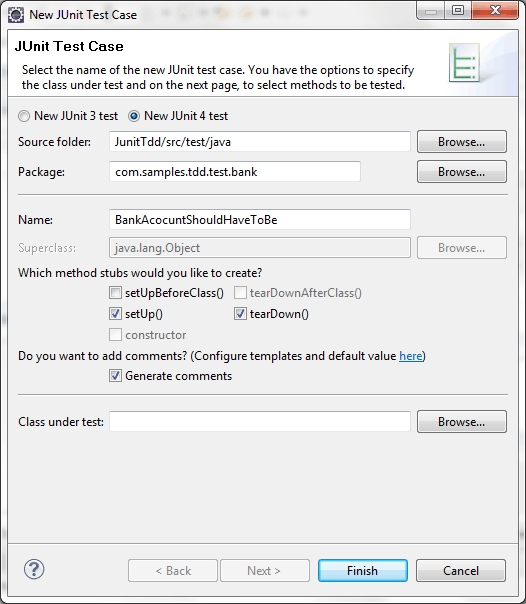 New JUnit Test Case
JUnit Test Case
Select the name of the new JUnit test case. You have the options to specify
the class under test and on the next page, to select methods to be tested.
New JUnit 3 test New JUnit 4 test
Source folder: JunitTdd/src/test/java Browse...
Package: com.samples.tdd.test.bank Browse...
Name: BankAcocuntShouldHaveToBe
Superclass: java.lang.Object Browse...
Which method stubs would you like to create?
setUpBeforeClass() tearDownAfterClass()
setUp() tearDown()
constructor
Do you want to add comments? (Configure templates and default value here)
Generate comments
Class under test: Browse...
? < Back Next > Finish Cancel